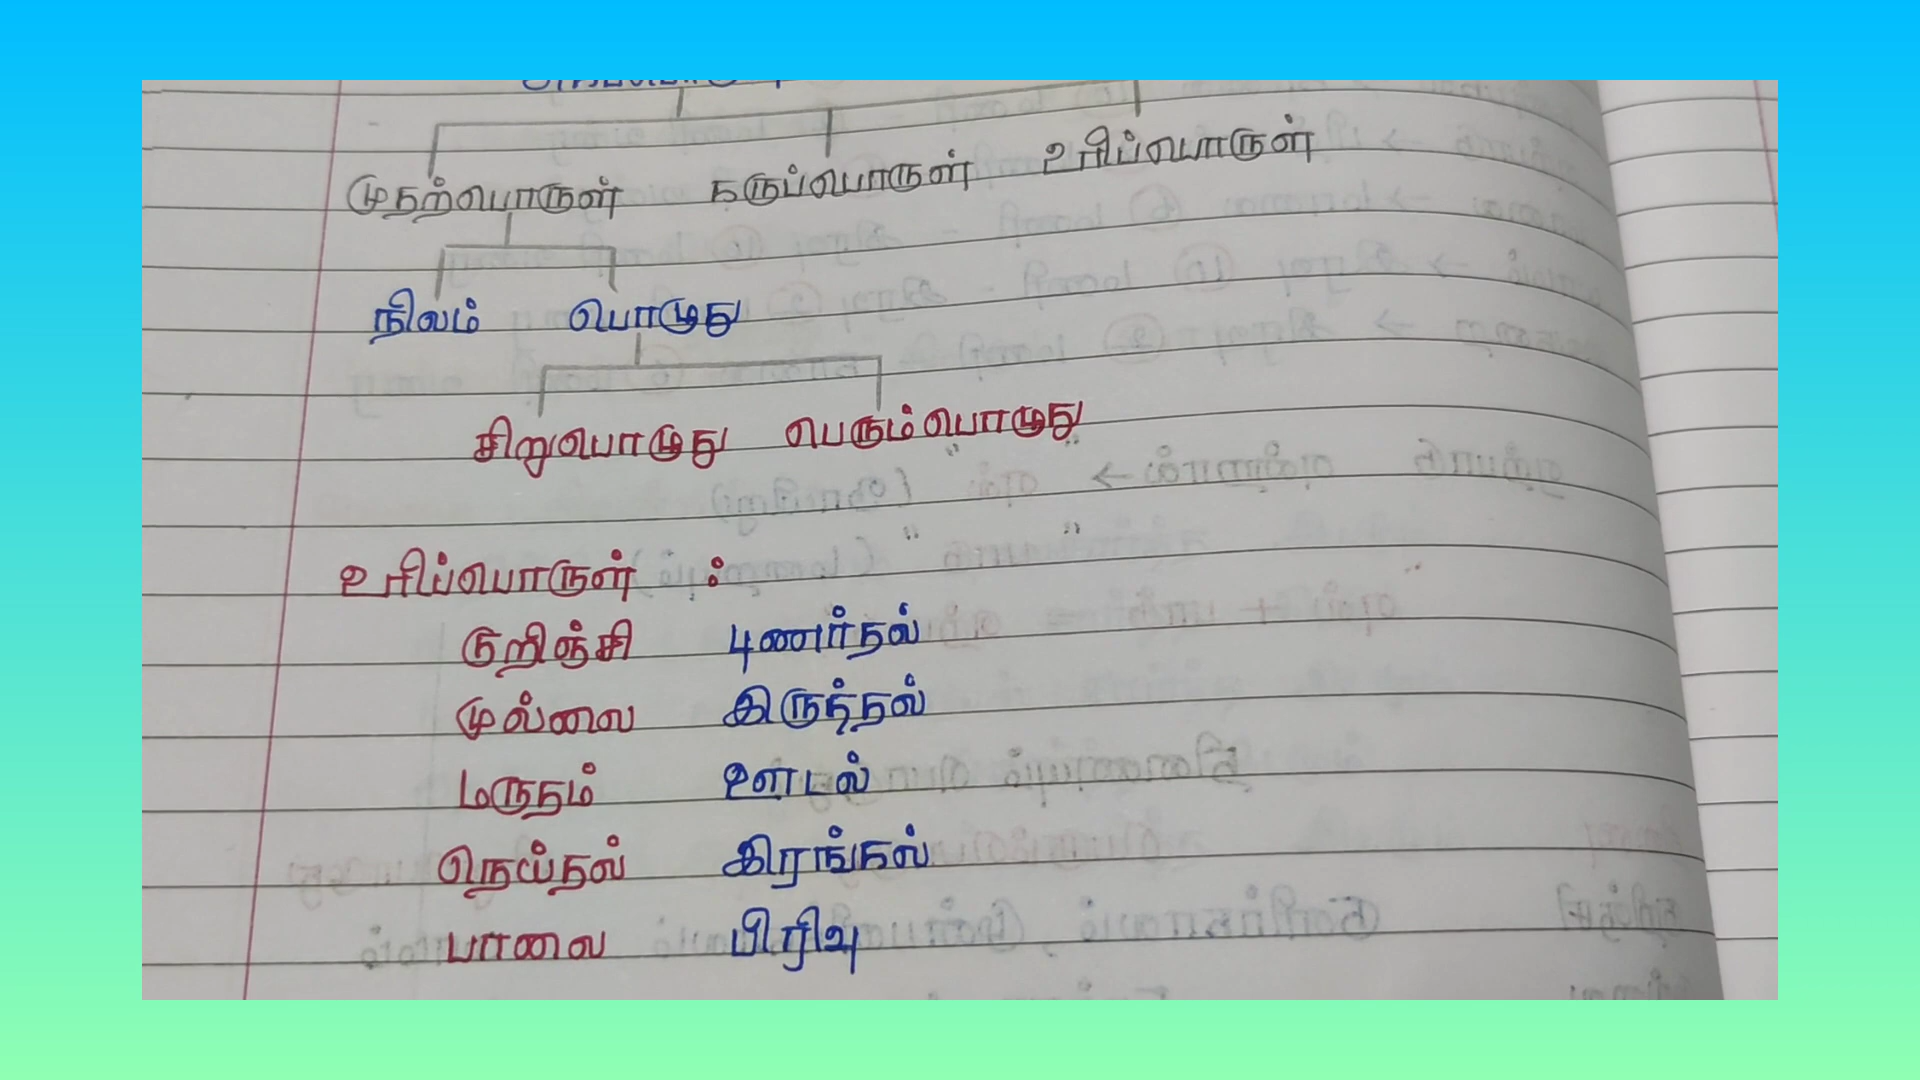 முதற்பொருள் கருப்பொருள் உரிப்பொருள்
நிலம் பொழுது
சிறுபொழுது பெரும்பொழுது
உரிப்பொருள் :
குறிஞ்சி புணர்தல்
முல்லை இருத்தல்
மருதம் ஊடல்
நெய்தல் இரங்கல்
பாலை பிரிவு